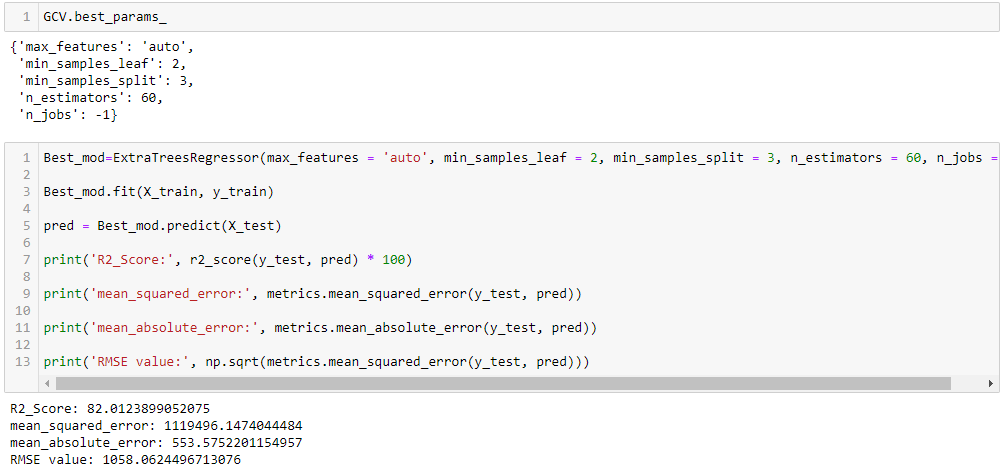 1 GCV.best_params_
{'max_features': 'auto',
'min_samples_leaf': 2,
'min_samples_split': 3,
'n_estimators': 60,
'n_jobs': -1}
1 Best_mod=ExtraTreesRegressor(max_features = 'auto', min_samples_leaf = 2, min_samples_split = 3, n_estimators = 60, n_jobs =
2
3 Best_mod.fit(X_train, y_train)
4
5 pred = Best_mod.predict(X_test)
6
7 print('R2_Score:', r2_score(y_test, pred) * 100)
8
9 print('mean_squared_error:', metrics.mean_squared_error(y_test, pred))
10
11 print('mean_absolute_error:', metrics.mean_absolute_error(y_test, pred))
12
13 print('RMSE value:', np.sqrt(metrics.mean_squared_error(y_test, pred)))
R2_Score: 82.0123899052075
mean_squared_error: 1119496.1474044484
mean_absolute_error: 553.5752201154957
RMSE value: 1058.0624496713076